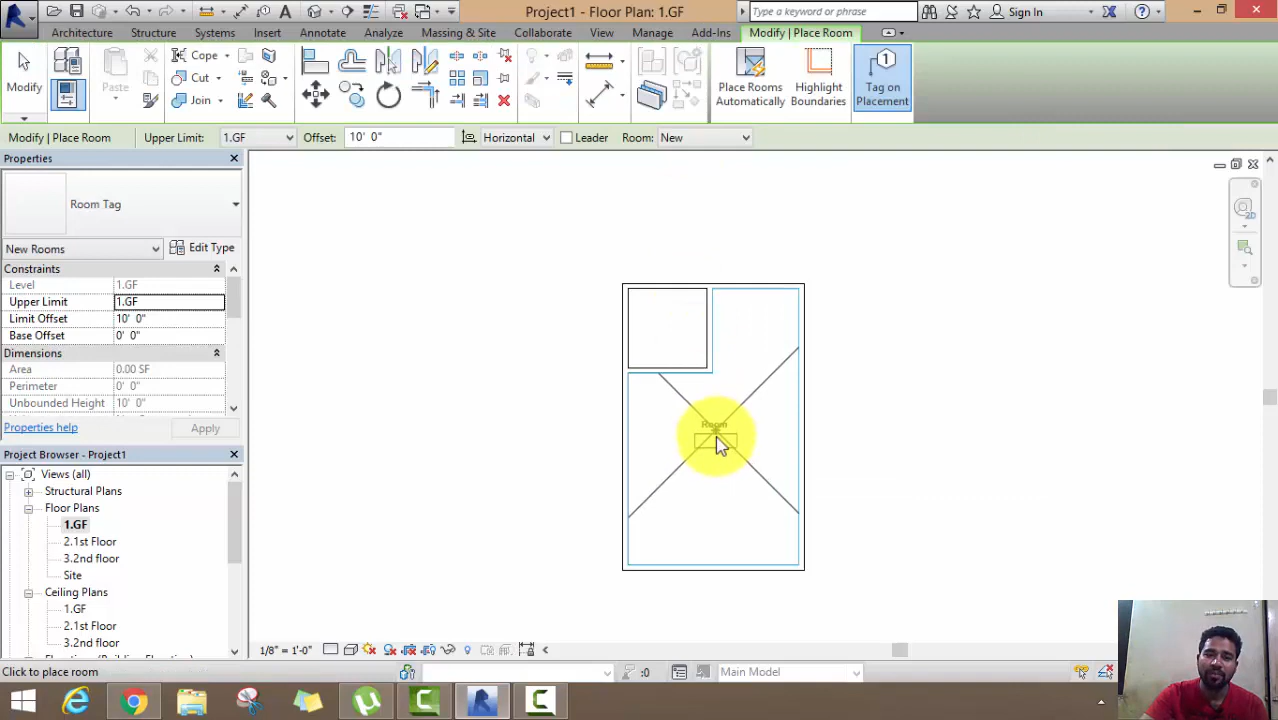 Project1 - Floor Plan: 1.GF
Type a keyword or phrase
Sign In
Architecture Structure Systems Insert Annotate Analyze Massing & Site Collaborate View Manage Add-Ins Modify | Place Room
Modify
Paste
Cope
Cut
Join
Place Rooms Automatically
Highlight Boundaries
1
Tag on Placement
Modify | Place Room Upper Limit: 1.GF Offset: 10' 0" Horizontal Leader Room: New
Properties
Room Tag
New Rooms Edit Type
Constraints
Level 1.GF
Upper Limit 1.GF
Limit Offset 10' 0"
Base Offset 0' 0"
Dimensions
Area 0.00 SF
Perimeter 0' 0"
Unbounded Height 10' 0"
Properties help Apply
Project Browser - Project1
Views (all)
Structural Plans
Floor Plans
1.GF
2.1st Floor
3.2nd floor
Site
Ceiling Plans
1.GF
2.1st Floor
3.2nd floor
Room
2D
1/8" = 1'-0"
Click to place room
:0
Main Model